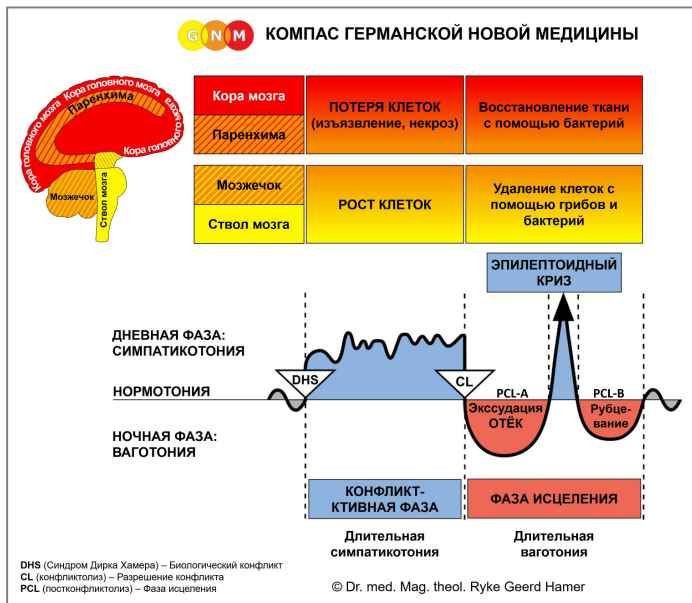 G N M КОМПАС ГЕРМАНСКОЙ НОВОЙ МЕДИЦИНЫ
Кора головного мозга Кора головного мозга Кора головного мозга
Паренхима
Кора головно
Мозжечок
Ствол мозга
Кора мозга
Паренхима
ПОТЕРЯ КЛЕТОК
(изъязвление, некроз)
Восстановление ткани
с помощью бактерий
Мозжечок
Ствол мозга
РОСТ КЛЕТОК
Удаление клеток с
помощью грибов и
бактерий
ЭПИЛЕПТОИДНЫЙ
КРИЗ
ДНЕВНАЯ ФАЗА:
СИМПАТИКОТОНИЯ
DHS
CL
НОРМОТОНИЯ
PCL-A
Экссудация
ОТЁК
PCL-B
Рубце-
вание
НОЧНАЯ ФАЗА:
ВАГОТОНИЯ
КОНФЛИКТ-
КТИВНАЯ ФАЗА
ФАЗА ИСЦЕЛЕНИЯ
Длительная
симпатикотония
Длительная
ваготония
DHS (Синдром Дирка Хамера) – Биологический конфликт
CL (конфликтолиз) – Разрешение конфликта
PCL (постконфликтолиз) – Фаза исцеления
© Dr. med. Mag. theol. Ryke Geerd Hamer